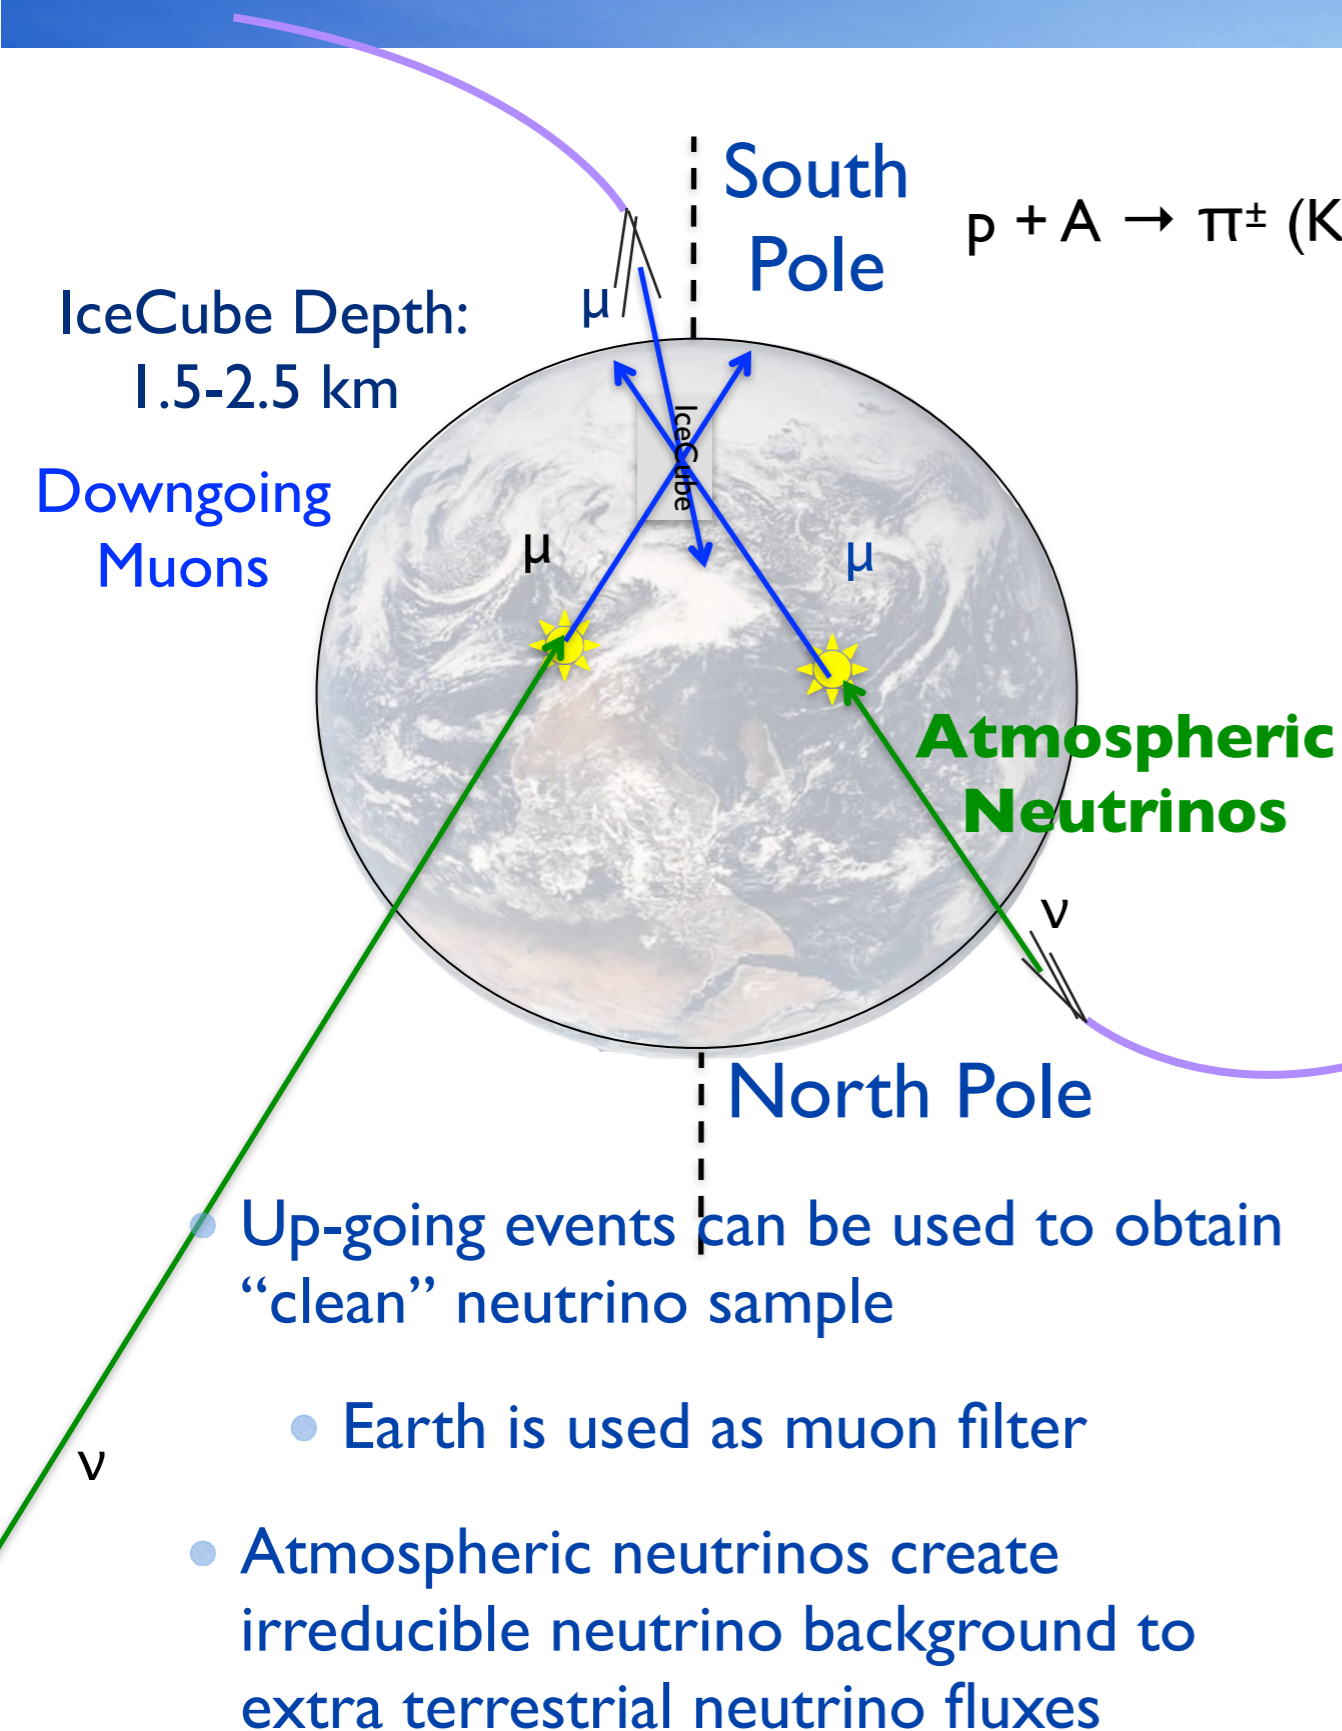 South
Pole
p + A → π± (K
μ
IceCube Depth:
1.5-2.5 km
IceCube
Downgoing
Muons
μ
μ
Atmospheric
Neutrinos
ν
North Pole
Up-going events can be used to obtain
“clean” neutrino sample
Earth is used as muon filter
ν
Atmospheric neutrinos create
irreducible neutrino background to
extra terrestrial neutrino fluxes